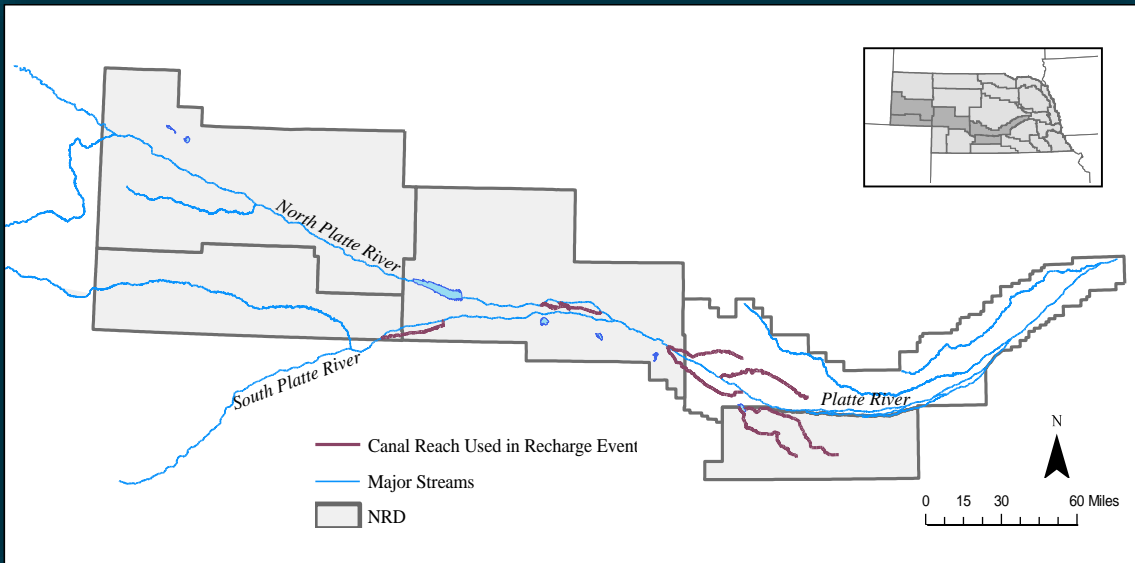 North Platte River
South Platte River
Platte River
Canal Reach Used in Recharge Event
Major Streams
NRD
N
0 15 30 60 Miles